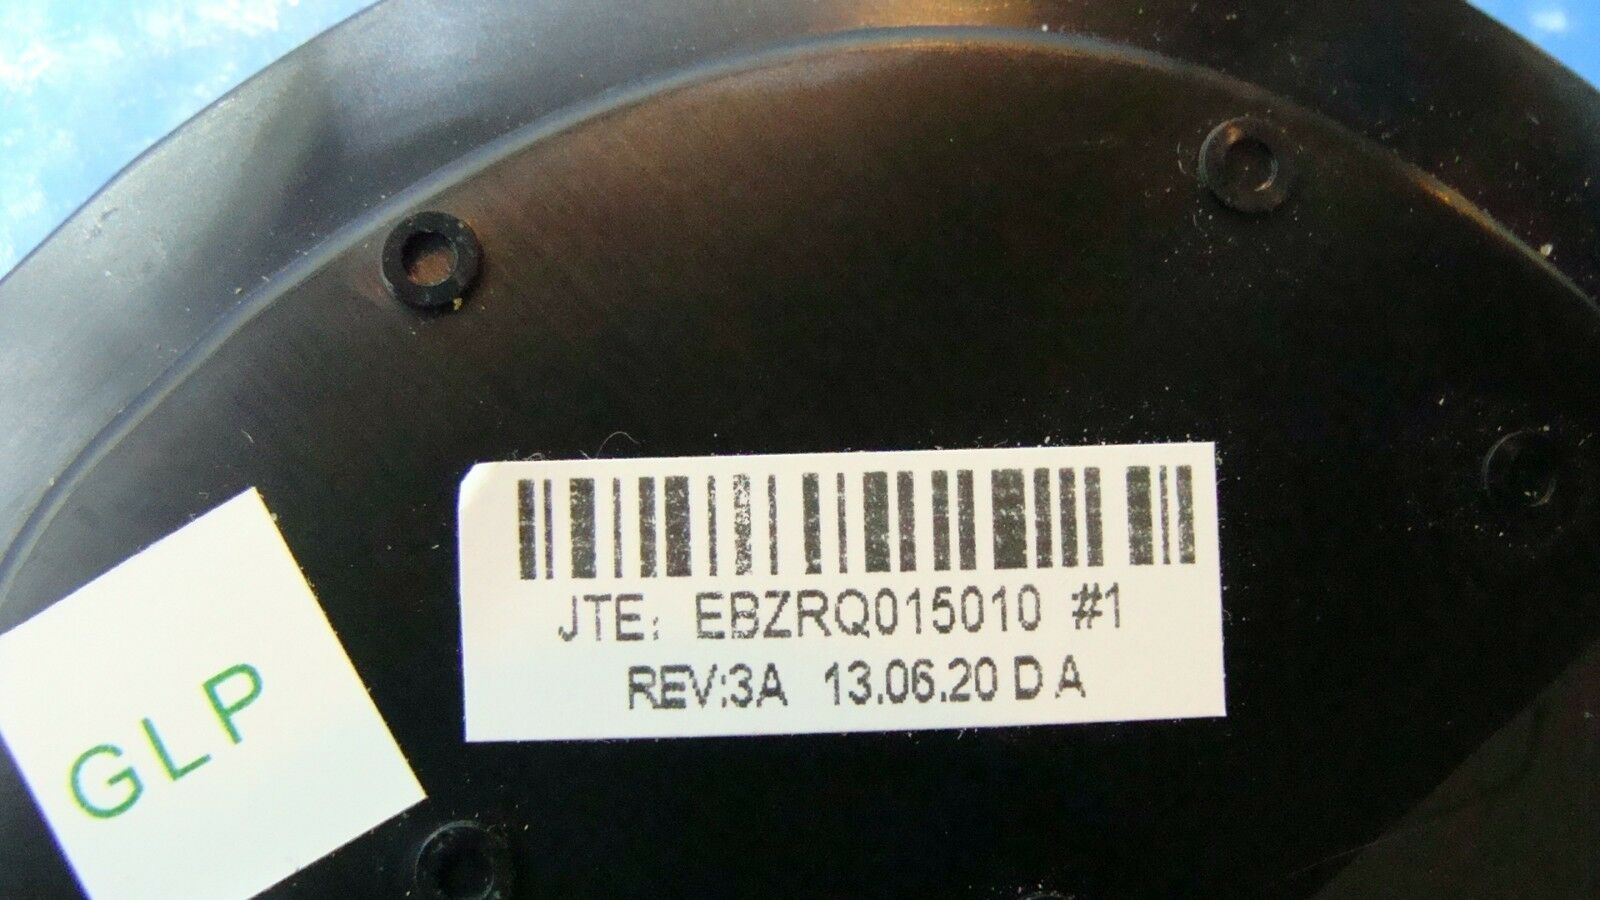 JTE: EBZRQ015010 #1
REV:3A 13.06.20 D A
GLP